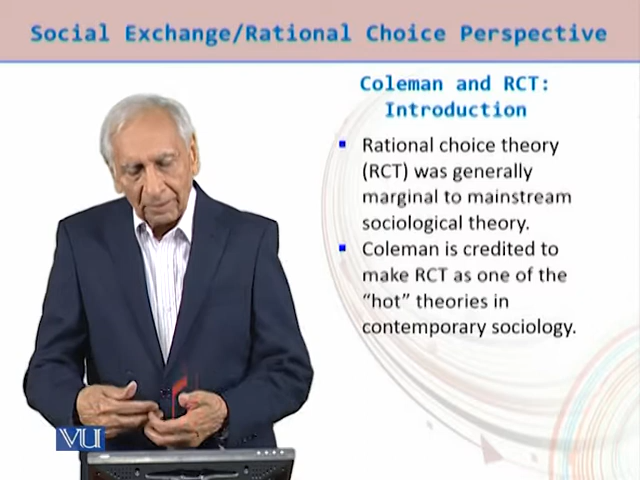 Social Exchange/Rational Choice Perspective
Coleman and RCT:
Introduction
Rational choice theory
(RCT) was generally
marginal to mainstream
sociological theory.
Coleman is credited to
make RCT as one of the
“hot” theories in
contemporary sociology.
VU